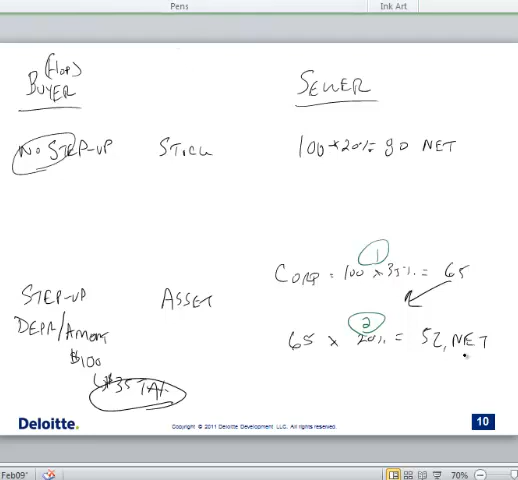 Pens
Ink Art
(Hop)
BUYER
SELLER
NO STEP-UP STOCK 100 x 20% 80 NET
1
CORP = 100 x 35% = 65
STEP-UP ASSET
DEPR/AMORT
2
65 x 20% = 52, NET
$100
$35 TAX
Deloitte.
Copyright © 2011 Deloitte Development LLC. All rights reserved.
10
Feb09'
70%